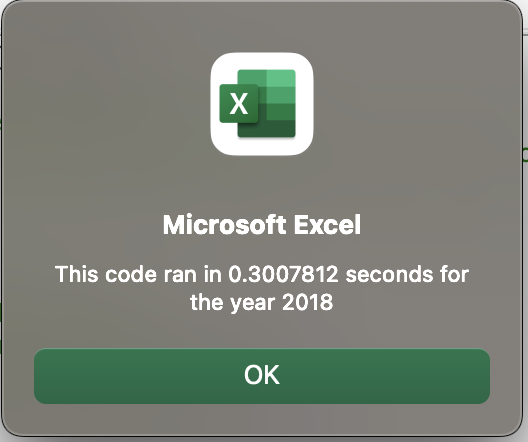 X
Microsoft Excel
This code ran in 0.3007812 seconds for
the year 2018
OK